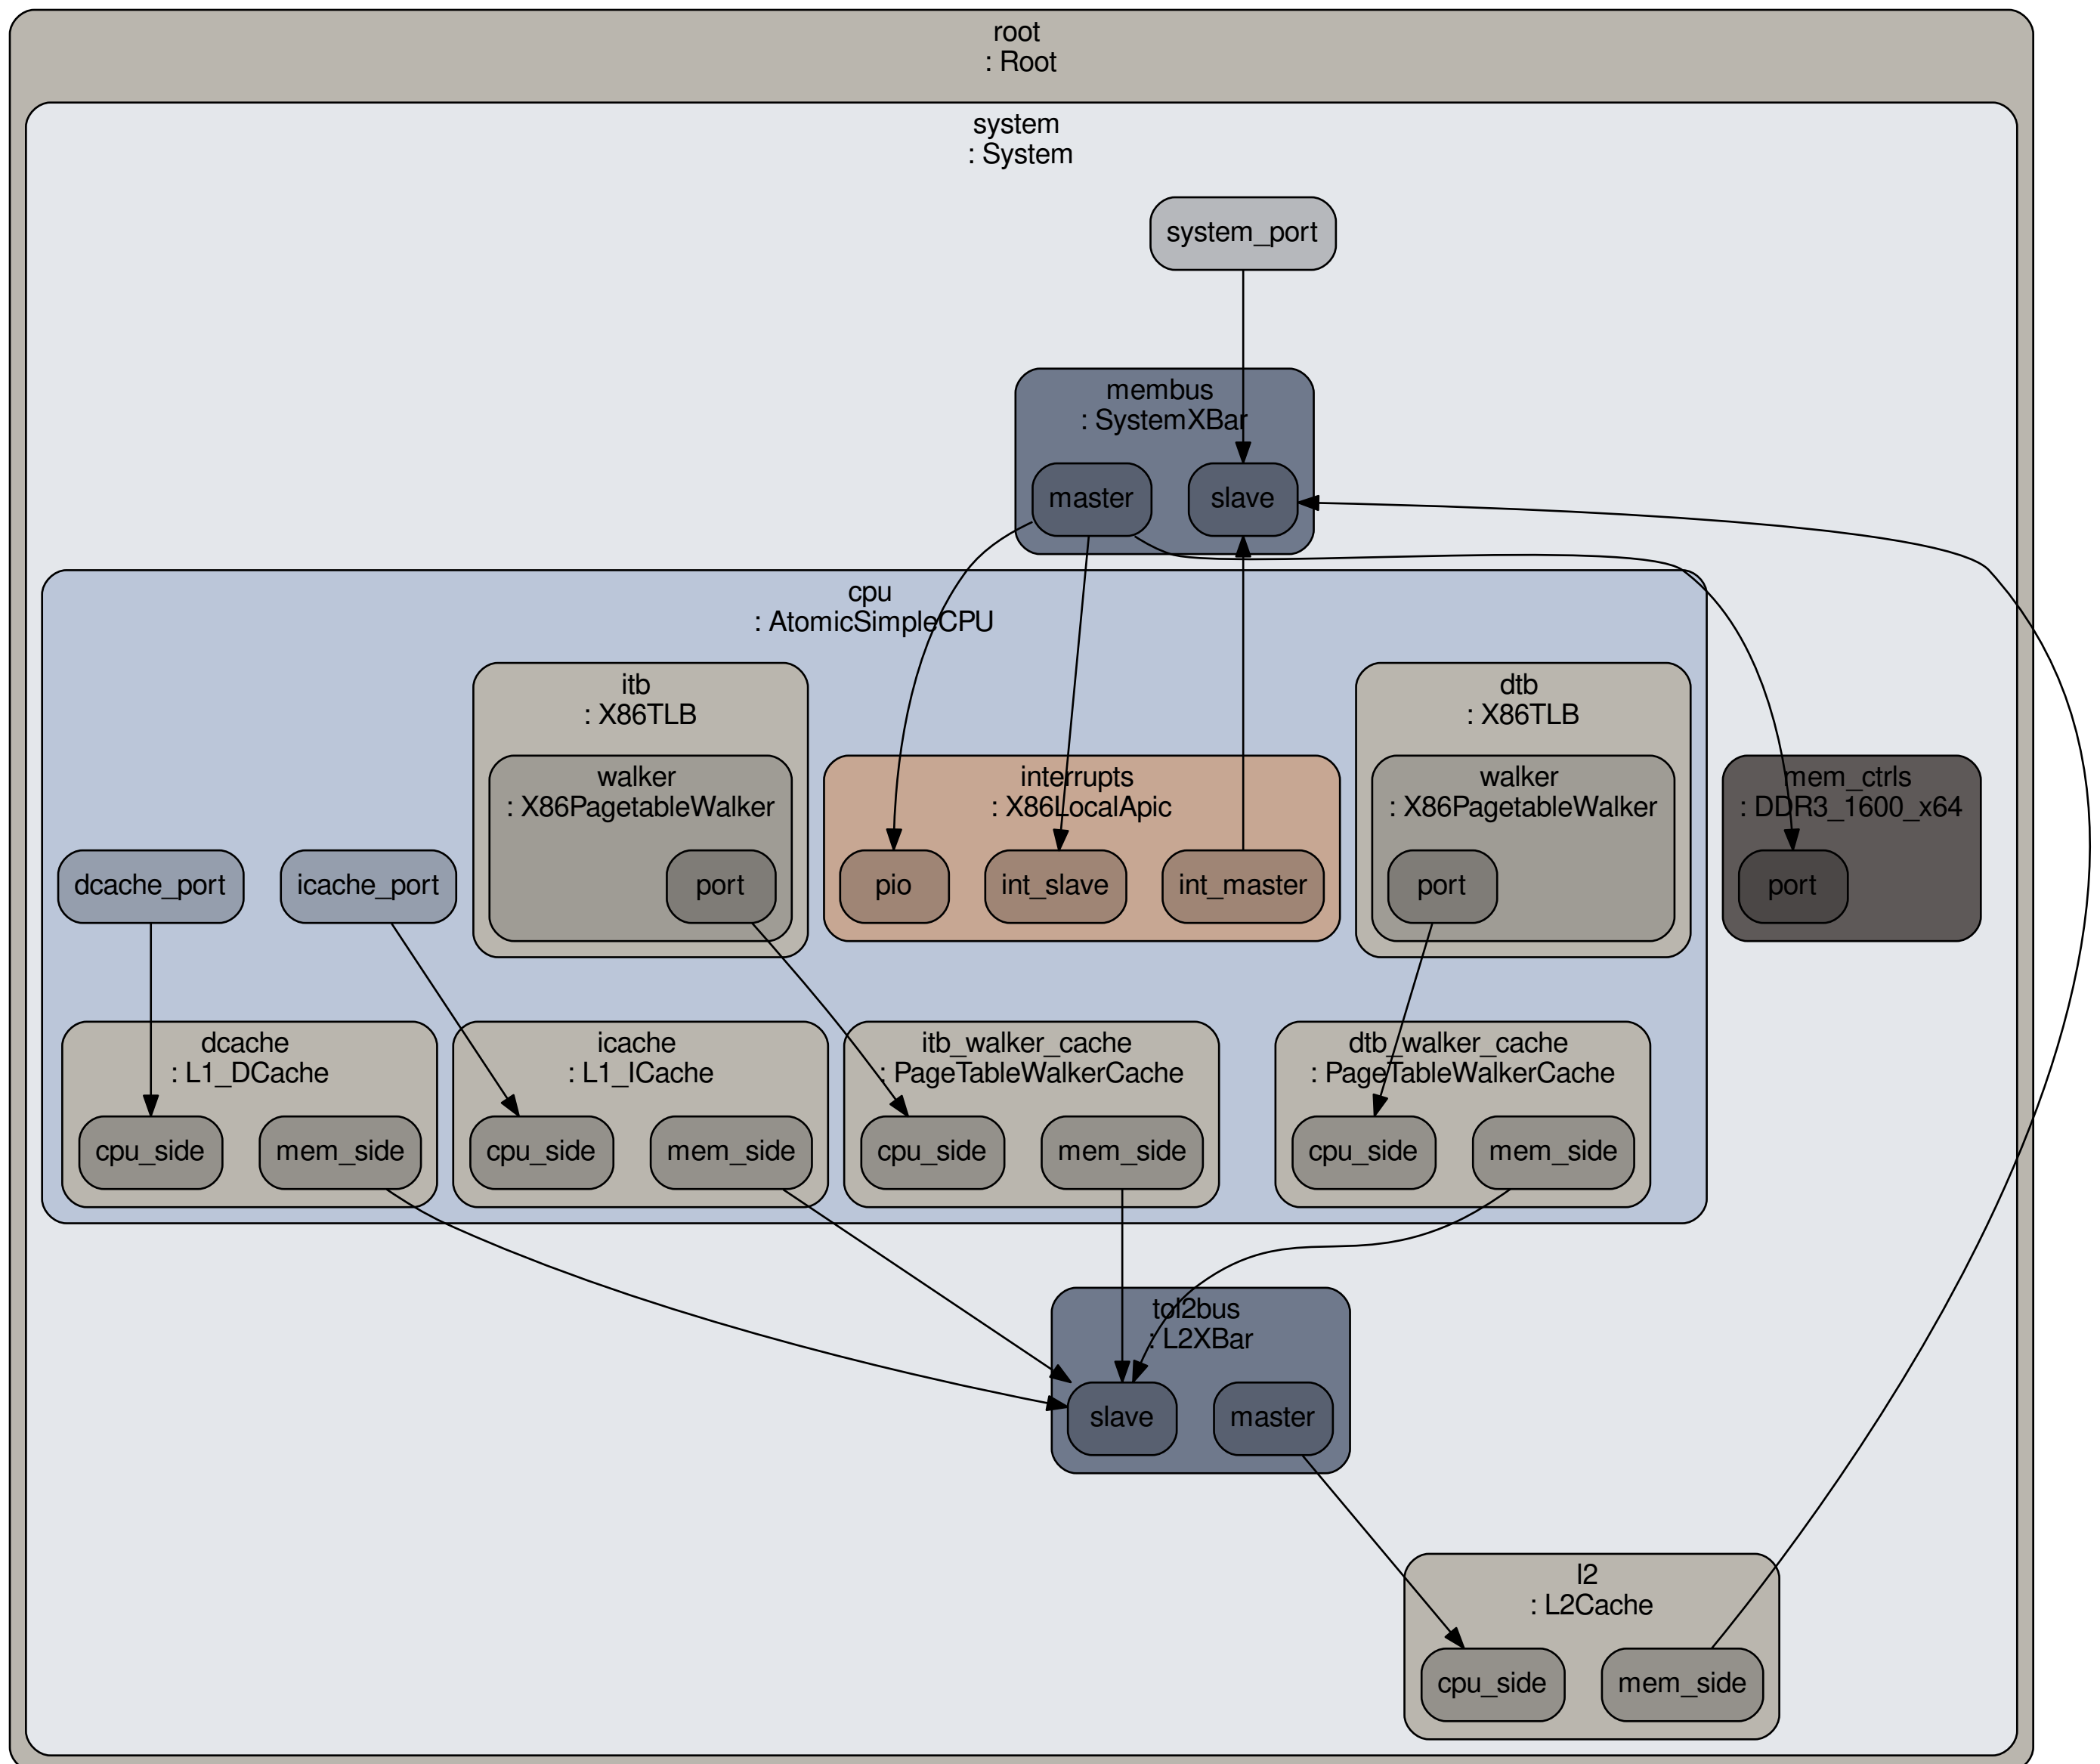 root
: Root
system
: System
system_port
membus
: SystemXBar
master
slave
cpu
: AtomicSimpleCPU
itb
: X86TLB
walker
: X86PagetableWalker
port
interrupts
: X86LocalApic
pio
int_slave
int_master
dtb
: X86TLB
walker
: X86PagetableWalker
port
mem_ctrls
: DDR3_1600_x64
port
dcache_port
icache_port
dcache
: L1_DCache
cpu_side
mem_side
icache
: L1_ICache
cpu_side
mem_side
itb_walker_cache
: PageTableWalkerCache
cpu_side
mem_side
dtb_walker_cache
: PageTableWalkerCache
cpu_side
mem_side
tol2bus
: L2XBar
slave
master
l2
: L2Cache
cpu_side
mem_side